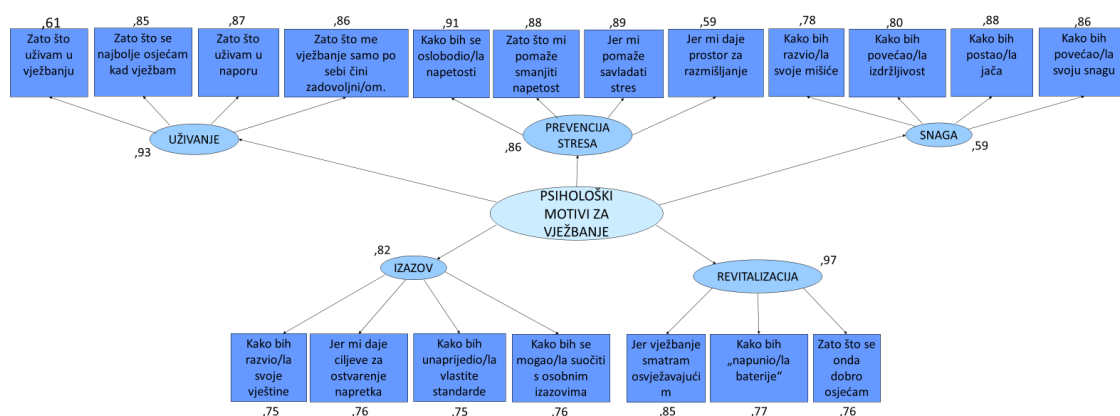 ,61
,85
,87
,86
,91
,88
,89
,59
,78
,80
,88
,86
Zato što
uživam u
vježbanju
Zato što se
najbolje osjećam
kad vježbam
Zato što
uživam u
naporu
Zato što me
vježbanje samo po
sebi čini
zadovoljni/om.
Kako bih se
oslobodio/la
napetosti
Zato što mi
pomaže
smanjiti
napetost
Jer mi
pomaže
savladati
stres
Jer mi daje
prostor za
razmišljanje
Kako bih
razvio/la
svoje mišiće
Kako bih
povećao/la
izdržljivost
Kako bih
postao/la
jača
Kako bih
povećao/la
svoju snagu
UŽIVANJE
,93
PREVENCIJA
STRESA
,86
SNAGA
,59
PSIHOLOŠKI
MOTIVI ZA
VJEŽBANJE
,82
IZAZOV
REVITALIZACIJA
,97
Kako bih
razvio/la
svoje
vještine
Jer mi daje
ciljeve za
ostvarenje
napretka
Kako bih
unaprijedio/la
vlastite
standarde
Kako bih se
mogao/la suočiti
s osobnim
izazovima
Jer vježbanje
smatram
osvježavajući
m
Kako bih
„napunio/la
baterije“
Zato što se
onda
dobro
osjećam
,75
,76
,75
,76
,85
,77
,76